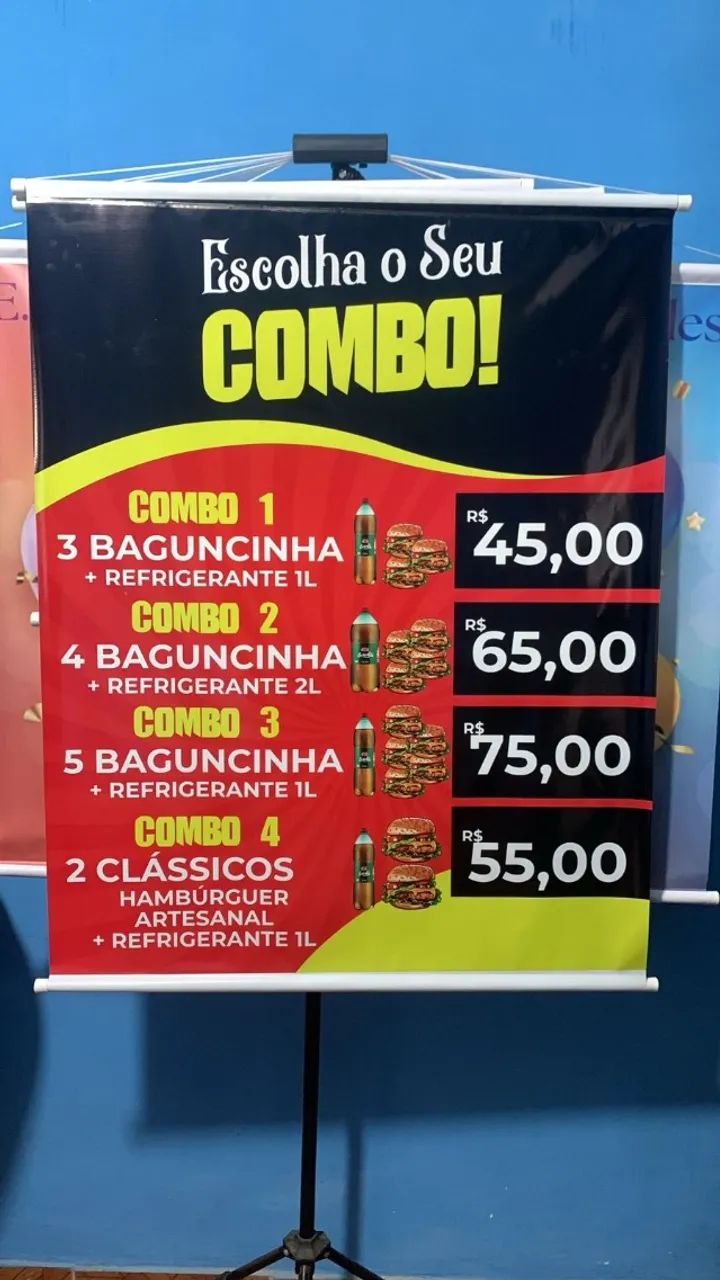 Escolha o Seu
COMBO!
COMBO 1
3 BAGUNCINHA
+ REFRIGERANTE 1L
R$
45,00
COMBO 2
4 BAGUNCINHA
+ REFRIGERANTE 2L
R$
65,00
COMBO 3
5 BAGUNCINHA
+ REFRIGERANTE 1L
R$
75,00
COMBO 4
2 CLÁSSICOS
HAMBÚRGUER
ARTESANAL
+ REFRIGERANTE 1L
R$
55,00